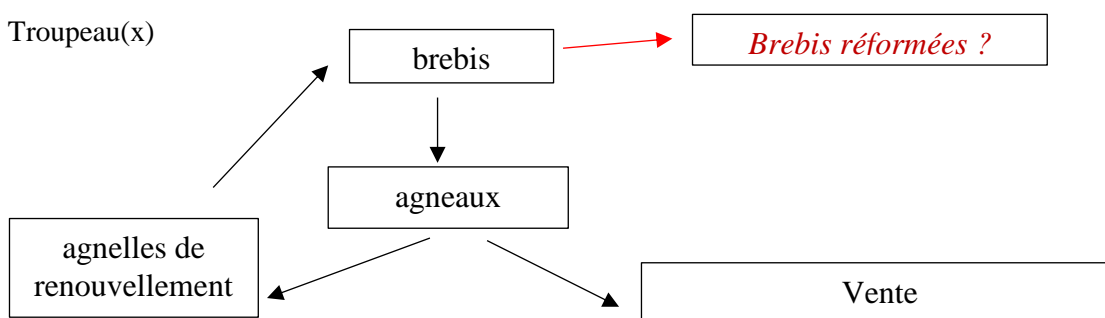 Troupeau(x)
brebis
Brebis réformées ?
agneaux
agnelles de
renouvellement
Vente